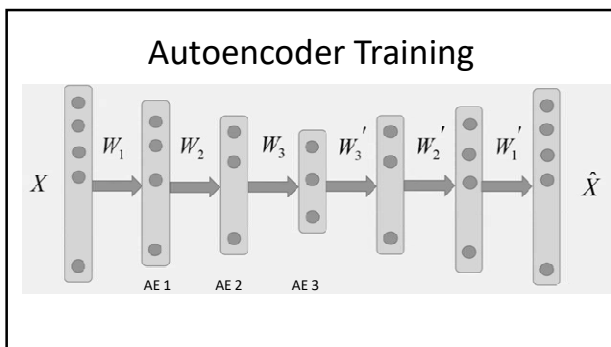 Autoencoder Training
X W₁ W₂ W₃ W₃' W₂' W₁' X̂
AE 1 AE 2 AE 3